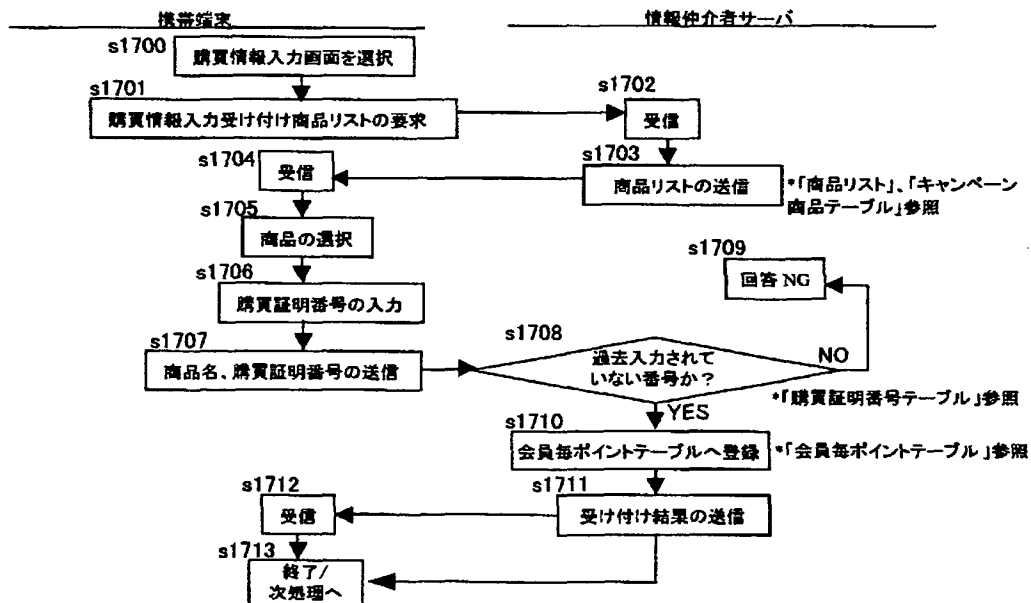 携帯端末
情報仲介者サーバ
s1700
購買情報入力画面を選択
s1701
購買情報入力受け付け商品リストの要求
s1702
受信
s1703
商品リストの送信
*「商品リスト」、「キャンペーン
商品テーブル」参照
s1704
受信
s1705
商品の選択
s1706
購買証明番号の入力
s1707
商品名、購買証明番号の送信
s1708
過去入力されて
いない番号か?
NO
s1709
回答 NG
*「購買証明番号テーブル」参照
YES
s1710
会員毎ポイントテーブルへ登録
*「会員毎ポイントテーブル」参照
s1711
受け付け結果の送信
s1712
受信
s1713
終了/
次処理へ